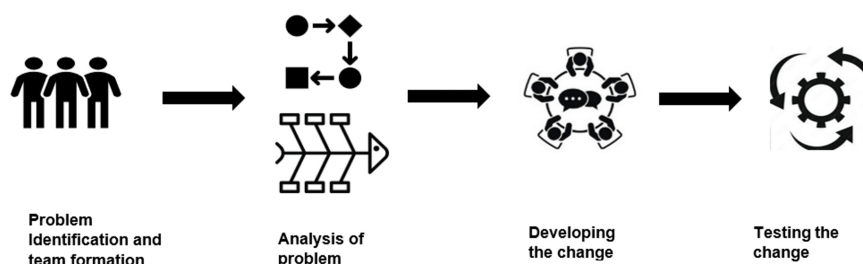 Problem
Identification and
team formation
Analysis of
problem
Developing
the change
Testing the
change